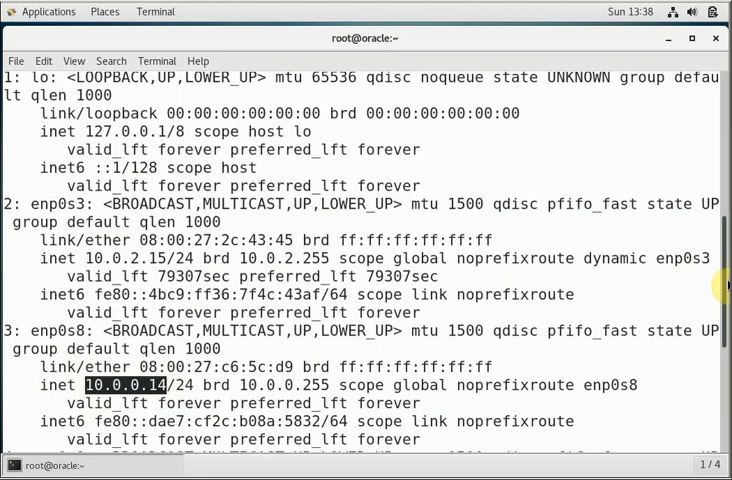 Applications Places Terminal Sun 13:38
root@oracle:~
File Edit View Search Terminal Help
1: lo: <LOOPBACK,UP,LOWER_UP> mtu 65536 qdisc noqueue state UNKNOWN group defau
lt qlen 1000
link/loopback 00:00:00:00:00:00 brd 00:00:00:00:00:00
inet 127.0.0.1/8 scope host lo
valid_lft forever preferred_lft forever
inet6 ::1/128 scope host
valid_lft forever preferred_lft forever
2: enp0s3: <BROADCAST,MULTICAST,UP,LOWER_UP> mtu 1500 qdisc pfifo_fast state UP
group default qlen 1000
link/ether 08:00:27:2c:43:45 brd ff:ff:ff:ff:ff:ff
inet 10.0.2.15/24 brd 10.0.2.255 scope global noprefixroute dynamic enp0s3
valid_lft 79307sec preferred_lft 79307sec
inet6 fe80::4bc9:ff36:7f4c:43af/64 scope link noprefixroute
valid_lft forever preferred_lft forever
3: enp0s8: <BROADCAST,MULTICAST,UP,LOWER_UP> mtu 1500 qdisc pfifo_fast state UP
group default qlen 1000
link/ether 08:00:27:c6:5c:d9 brd ff:ff:ff:ff:ff:ff
inet 10.0.0.14/24 brd 10.0.0.255 scope global noprefixroute enp0s8
valid_lft forever preferred_lft forever
inet6 fe80::dae7:cf2c:b08a:5832/64 scope link noprefixroute
valid_lft forever preferred_lft forever
root@oracle:~ 1 / 4